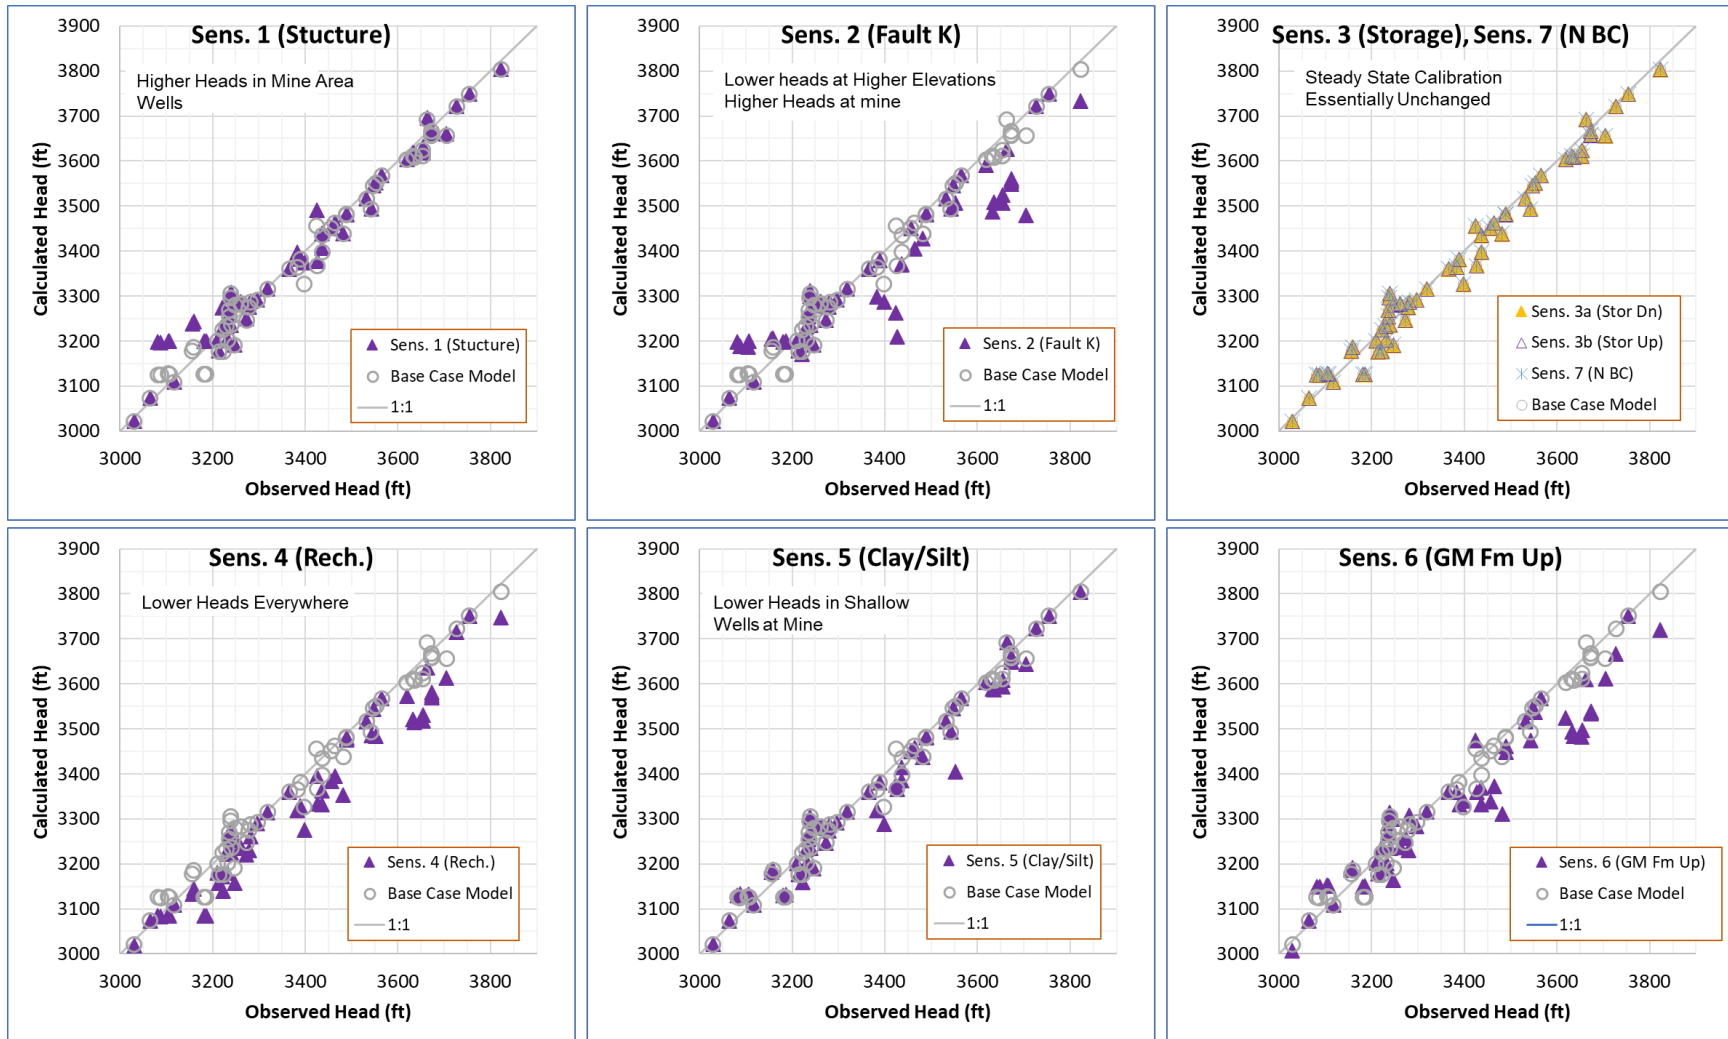 Sens. 1 (Stucture)
Higher Heads in Mine Area
Wells
Calculated Head (ft)
3900
3800
3700
3600
3500
3400
3300
3200
3100
3000
Sens. 1 (Stucture)
Base Case Model
1:1
3000 3200 3400 3600 3800
Observed Head (ft)
Sens. 2 (Fault K)
Lower heads at Higher Elevations
Higher Heads at mine
Calculated Head (ft)
3900
3800
3700
3600
3500
3400
3300
3200
3100
3000
Sens. 2 (Fault K)
Base Case Model
1:1
3000 3200 3400 3600 3800
Observed Head (ft)
Sens. 3 (Storage), Sens. 7 (N BC)
Steady State Calibration
Essentially Unchanged
Calculated Head (ft)
3900
3800
3700
3600
3500
3400
3300
3200
3100
3000
Sens. 3a (Stor Dn)
Sens. 3b (Stor Up)
Sens. 7 (N BC)
Base Case Model
3000 3200 3400 3600 3800
Observed Head (ft)
Sens. 4 (Rech.)
Lower Heads Everywhere
Calculated Head (ft)
3900
3800
3700
3600
3500
3400
3300
3200
3100
3000
Sens. 4 (Rech.)
Base Case Model
1:1
3000 3200 3400 3600 3800
Observed Head (ft)
Sens. 5 (Clay/Silt)
Lower Heads in Shallow
Wells at Mine
Calculated Head (ft)
3900
3800
3700
3600
3500
3400
3300
3200
3100
3000
Sens. 5 (Clay/Silt)
Base Case Model
1:1
3000 3200 3400 3600 3800
Observed Head (ft)
Sens. 6 (GM Fm Up)
Calculated Head (ft)
3900
3800
3700
3600
3500
3400
3300
3200
3100
3000
Sens. 6 (GM Fm Up)
Base Case Model
1:1
3000 3200 3400 3600 3800
Observed Head (ft)